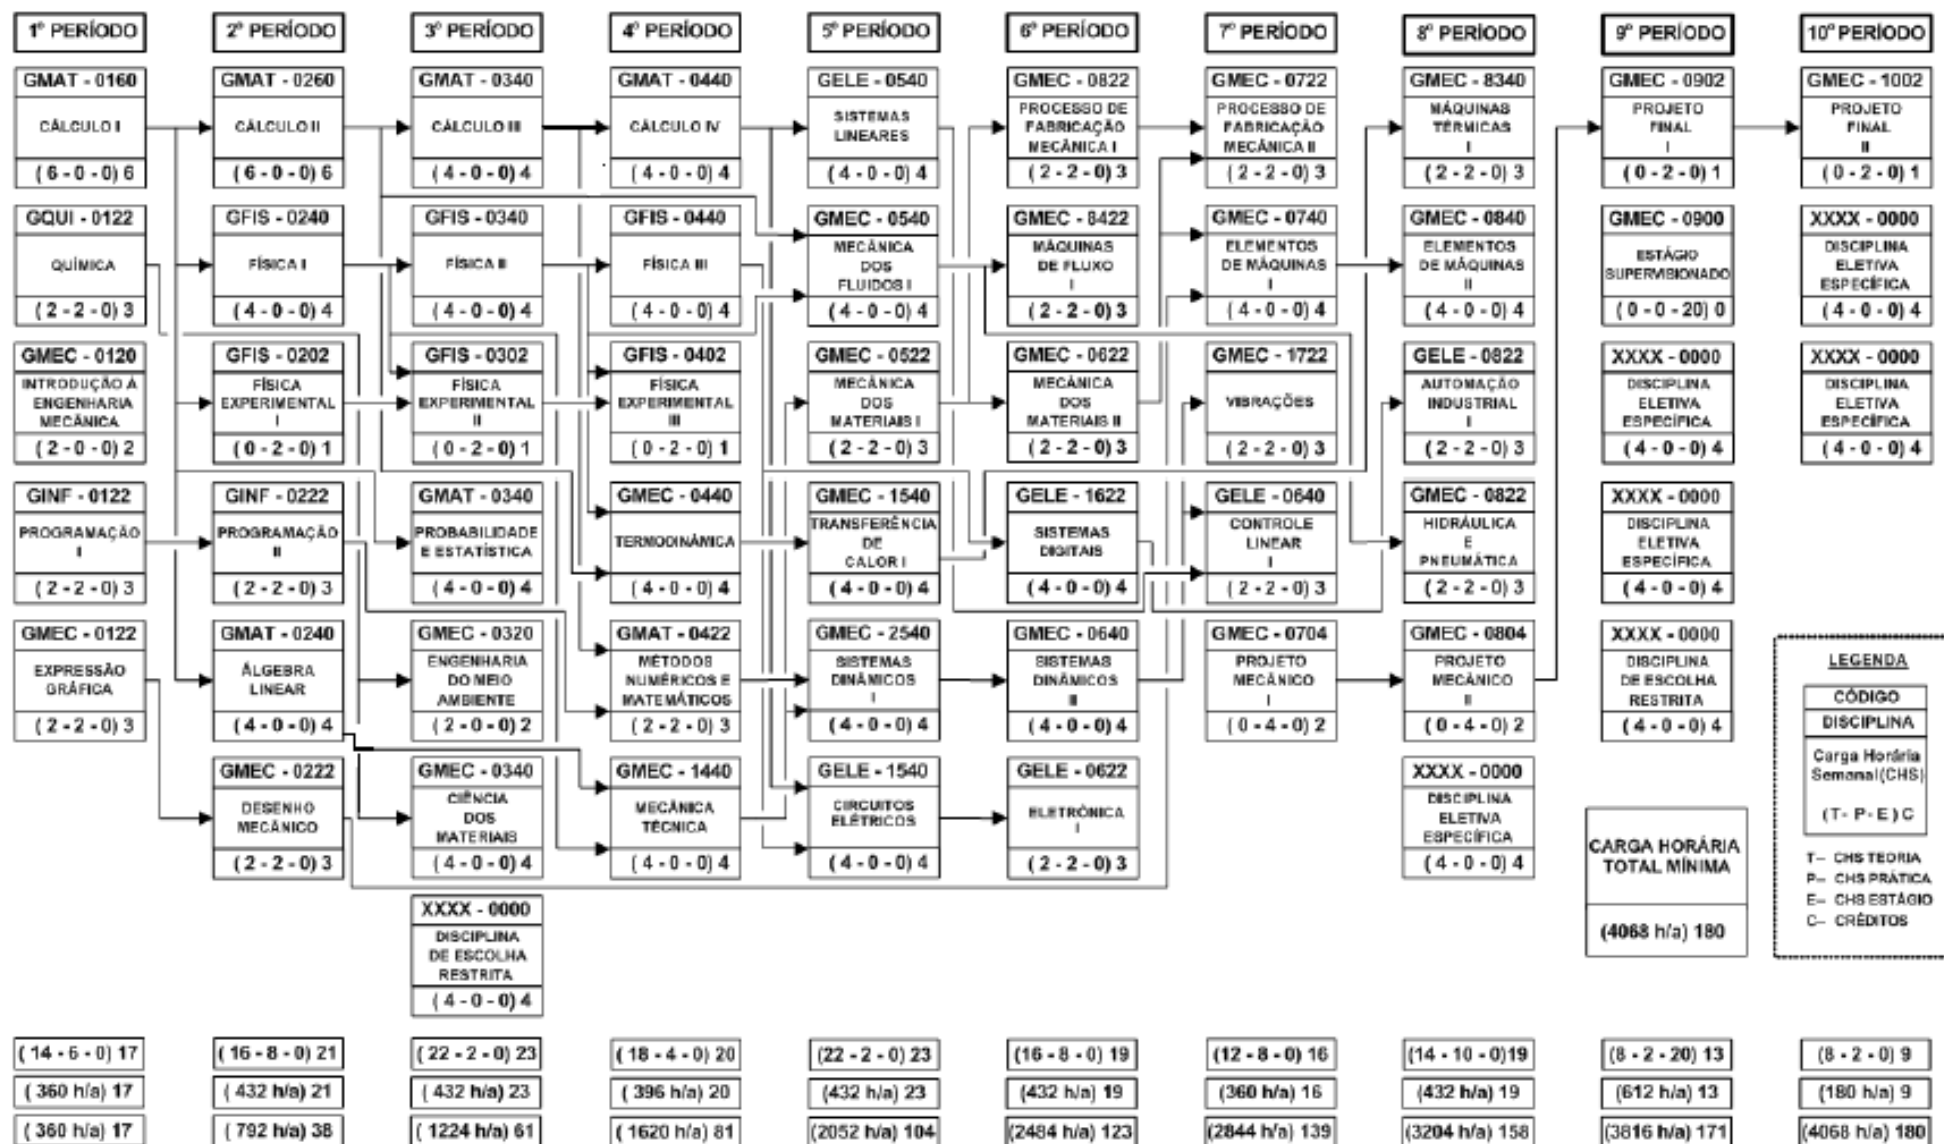 1º PERÍODO
GMAT - 0160
CÁLCULO I
( 6 - 0 - 0) 6
GQUI - 0122
QUÍMICA
( 2 - 2 - 0) 3
GMEC - 0120
INTRODUÇÃO À
ENGENHARIA
MECÂNICA
( 2 - 0 - 0) 2
GINF - 0122
PROGRAMAÇÃO
I
( 2 - 2 - 0) 3
GMEC - 0122
EXPRESSÃO
GRÁFICA
( 2 - 2 - 0) 3
( 14 - 6 - 0) 17
( 360 h/a) 17
( 360 h/a) 17
2º PERÍODO
GMAT - 0260
CÁLCULO II
( 6 - 0 - 0) 6
GFIS - 0240
FÍSICA I
( 4 - 0 - 0) 4
GFIS - 0202
FÍSICA
EXPERIMENTAL
I
( 0 - 2 - 0) 1
GINF - 0222
PROGRAMAÇÃO
II
( 2 - 2 - 0) 3
GMAT - 0240
ÁLGEBRA
LINEAR
( 4 - 0 - 0) 4
GMEC - 0222
DESENHO
MECÂNICO
( 2 - 2 - 0) 3
( 16 - 8 - 0) 21
( 432 h/a) 21
( 792 h/a) 38
3º PERÍODO
GMAT - 0340
CÁLCULO III
( 4 - 0 - 0) 4
GFIS - 0340
FÍSICA II
( 4 - 0 - 0) 4
GFIS - 0302
FÍSICA
EXPERIMENTAL
II
( 0 - 2 - 0) 1
GMAT - 0340
PROBABILIDADE
E ESTATÍSTICA
( 4 - 0 - 0) 4
GMEC - 0320
ENGENHARIA
DO MEIO
AMBIENTE
( 2 - 0 - 0) 2
GMEC - 0340
CIÊNCIA
DOS
MATERIAIS
( 4 - 0 - 0) 4
XXXX - 0000
DISCIPLINA
DE ESCOLHA
RESTRITA
( 4 - 0 - 0) 4
( 22 - 2 - 0) 23
( 432 h/a) 23
( 1224 h/a) 61
4º PERÍODO
GMAT - 0440
CÁLCULO IV
( 4 - 0 - 0) 4
GFIS - 0440
FÍSICA III
( 4 - 0 - 0) 4
GFIS - 0402
FÍSICA
EXPERIMENTAL
III
( 0 - 2 - 0) 1
GMEC - 0440
TERMODINÂMICA
( 4 - 0 - 0) 4
GMAT - 0422
MÉTODOS
NUMÉRICOS E
MATEMÁTICOS
( 2 - 2 - 0) 3
GMEC - 1440
MECÂNICA
TÉCNICA
( 4 - 0 - 0) 4
( 18 - 4 - 0) 20
( 396 h/a) 20
( 1620 h/a) 81
5º PERÍODO
GELE - 0540
SISTEMAS
LINEARES
( 4 - 0 - 0) 4
GMEC - 0540
MECÂNICA
DOS
FLUIDOS I
( 4 - 0 - 0) 4
GMEC - 0522
MECÂNICA
DOS
MATERIAIS I
( 2 - 2 - 0) 3
GMEC - 1540
TRANSFERÊNCIA
DE
CALOR I
( 4 - 0 - 0) 4
GMEC - 2540
SISTEMAS
DINÂMICOS
I
( 4 - 0 - 0) 4
GELE - 1540
CIRCUITOS
ELÉTRICOS
( 4 - 0 - 0) 4
(22 - 2 - 0) 23
(432 h/a) 23
(2052 h/a) 104
6º PERÍODO
GMEC - 0822
PROCESSO DE
FABRICAÇÃO
MECÂNICA I
( 2 - 2 - 0) 3
GMEC - 8422
MÁQUINAS
DE FLUXO
I
( 2 - 2 - 0) 3
GMEC - 0622
MECÂNICA
DOS
MATERIAIS II
( 2 - 2 - 0) 3
GELE - 1622
SISTEMAS
DIGITAIS
( 4 - 0 - 0) 4
GMEC - 0640
SISTEMAS
DINÂMICOS
II
( 4 - 0 - 0) 4
GELE - 0622
ELETRÔNICA
I
( 2 - 2 - 0) 3
(16 - 8 - 0) 19
(432 h/a) 19
(2484 h/a) 123
7º PERÍODO
GMEC - 0722
PROCESSO DE
FABRICAÇÃO
MECÂNICA II
( 2 - 2 - 0) 3
GMEC - 0740
ELEMENTOS
DE MÁQUINAS
I
( 4 - 0 - 0) 4
GMEC - 1722
VIBRAÇÕES
( 2 - 2 - 0) 3
GELE - 0640
CONTROLE
LINEAR
I
( 2 - 2 - 0) 3
GMEC - 0704
PROJETO
MECÂNICO
I
( 0 - 4 - 0) 2
(12 - 8 - 0) 16
(360 h/a) 16
(2844 h/a) 139
8º PERÍODO
GMEC - 8340
MÁQUINAS
TÉRMICAS
I
( 2 - 2 - 0) 3
GMEC - 0840
ELEMENTOS
DE MÁQUINAS
II
( 4 - 0 - 0) 4
GELE - 0822
AUTOMAÇÃO
INDUSTRIAL
I
( 2 - 2 - 0) 3
GMEC - 0822
HIDRÁULICA
E
PNEUMÁTICA
( 2 - 2 - 0) 3
GMEC - 0804
PROJETO
MECÂNICO
II
( 0 - 4 - 0) 2
XXXX - 0000
DISCIPLINA
ELETIVA
ESPECÍFICA
( 4 - 0 - 0) 4
(14 - 10 - 0)19
(432 h/a) 19
(3204 h/a) 158
9º PERÍODO
GMEC - 0902
PROJETO
FINAL
I
( 0 - 2 - 0) 1
GMEC - 0900
ESTÁGIO
SUPERVISIONADO
( 0 - 0 - 20) 0
XXXX - 0000
DISCIPLINA
ELETIVA
ESPECÍFICA
( 4 - 0 - 0) 4
XXXX - 0000
DISCIPLINA
ELETIVA
ESPECÍFICA
( 4 - 0 - 0) 4
XXXX - 0000
DISCIPLINA
DE ESCOLHA
RESTRITA
( 4 - 0 - 0) 4
CARGA HORÁRIA
TOTAL MÍNIMA
(4068 h/a) 180
(8 - 2 - 20) 13
(612 h/a) 13
(3816 h/a) 171
10º PERÍODO
GMEC - 1002
PROJETO
FINAL
II
( 0 - 2 - 0) 1
XXXX - 0000
DISCIPLINA
ELETIVA
ESPECÍFICA
( 4 - 0 - 0) 4
XXXX - 0000
DISCIPLINA
ELETIVA
ESPECÍFICA
( 4 - 0 - 0) 4
LEGENDA
CÓDIGO
DISCIPLINA
Carga Horária
Semanal(CHS)
(T - P - E ) C
T-- CHS TEORIA
P-- CHS PRÁTICA
E-- CHS ESTÁGIO
C-- CRÉDITOS
(8 - 2 - 0) 9
(180 h/a) 9
(4068 h/a) 180